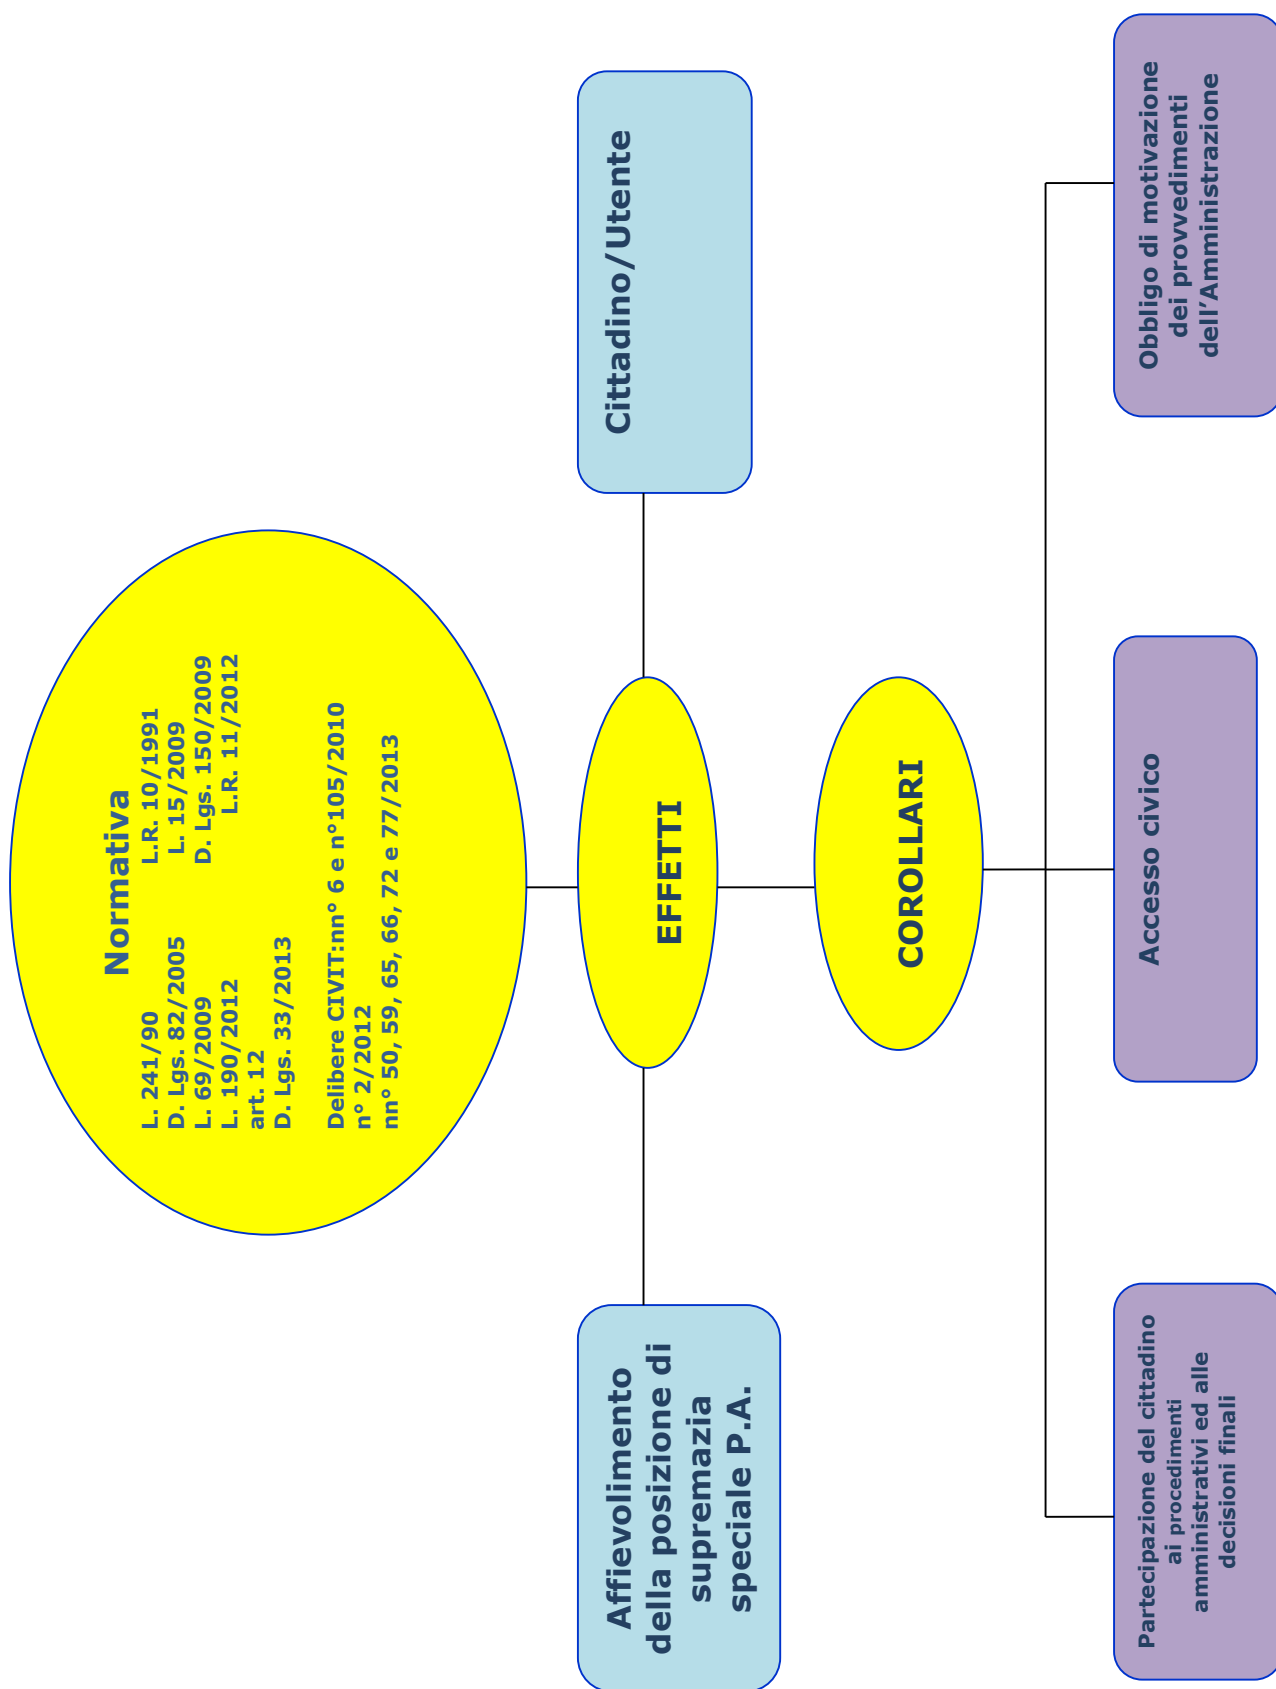 Normativa
L. 241/90 L.R. 10/1991
D. Lgs. 82/2005 L. 15/2009
L. 69/2009 D. Lgs. 150/2009
L. 190/2012 L.R. 11/2012
art. 12
D. Lgs. 33/2013
Delibere CIVIT:nn° 6 e n°105/2010
n° 2/2012
nn° 50, 59, 65, 66, 72 e 77/2013
Affievolimento
della posizione di
supremazia
speciale P.A.
EFFETTI
Cittadino/Utente
COROLLARI
Partecipazione del cittadino
ai procedimenti
amministrativi ed alle
decisioni finali
Accesso civico
Obbligo di motivazione
dei provvedimenti
dell’Amministrazione